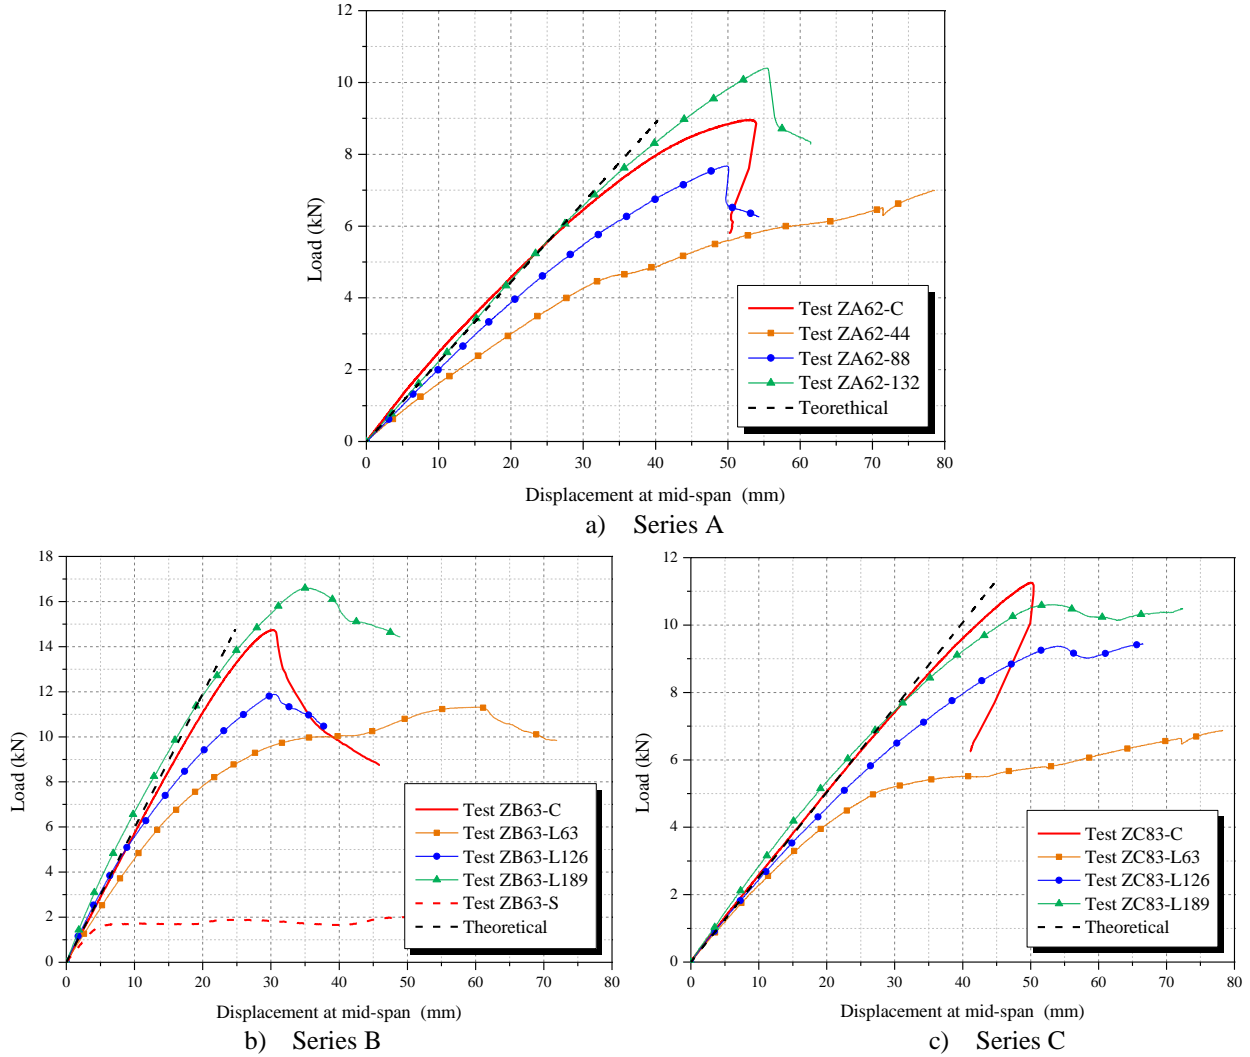 12
10
8
6
4
2
0
Load (kN)
Test ZA62-C
Test ZA62-44
Test ZA62-88
Test ZA62-132
Teorethical
0 10 20 30 40 50 60 70 80
Displacement at mid-span (mm)
a) Series A
18
16
14
12
10
8
6
4
2
0
Load (kN)
Test ZB63-C
Test ZB63-L63
Test ZB63-L126
Test ZB63-L189
Test ZB63-S
Theoretical
0 10 20 30 40 50 60 70 80
Displacement at mid-span (mm)
b) Series B
12
10
8
6
4
2
0
Load (kN)
Test ZC83-C
Test ZC83-L63
Test ZC83-L126
Test ZC83-L189
Theoretical
0 10 20 30 40 50 60 70 80
Displacement at mid-span (mm)
c) Series C